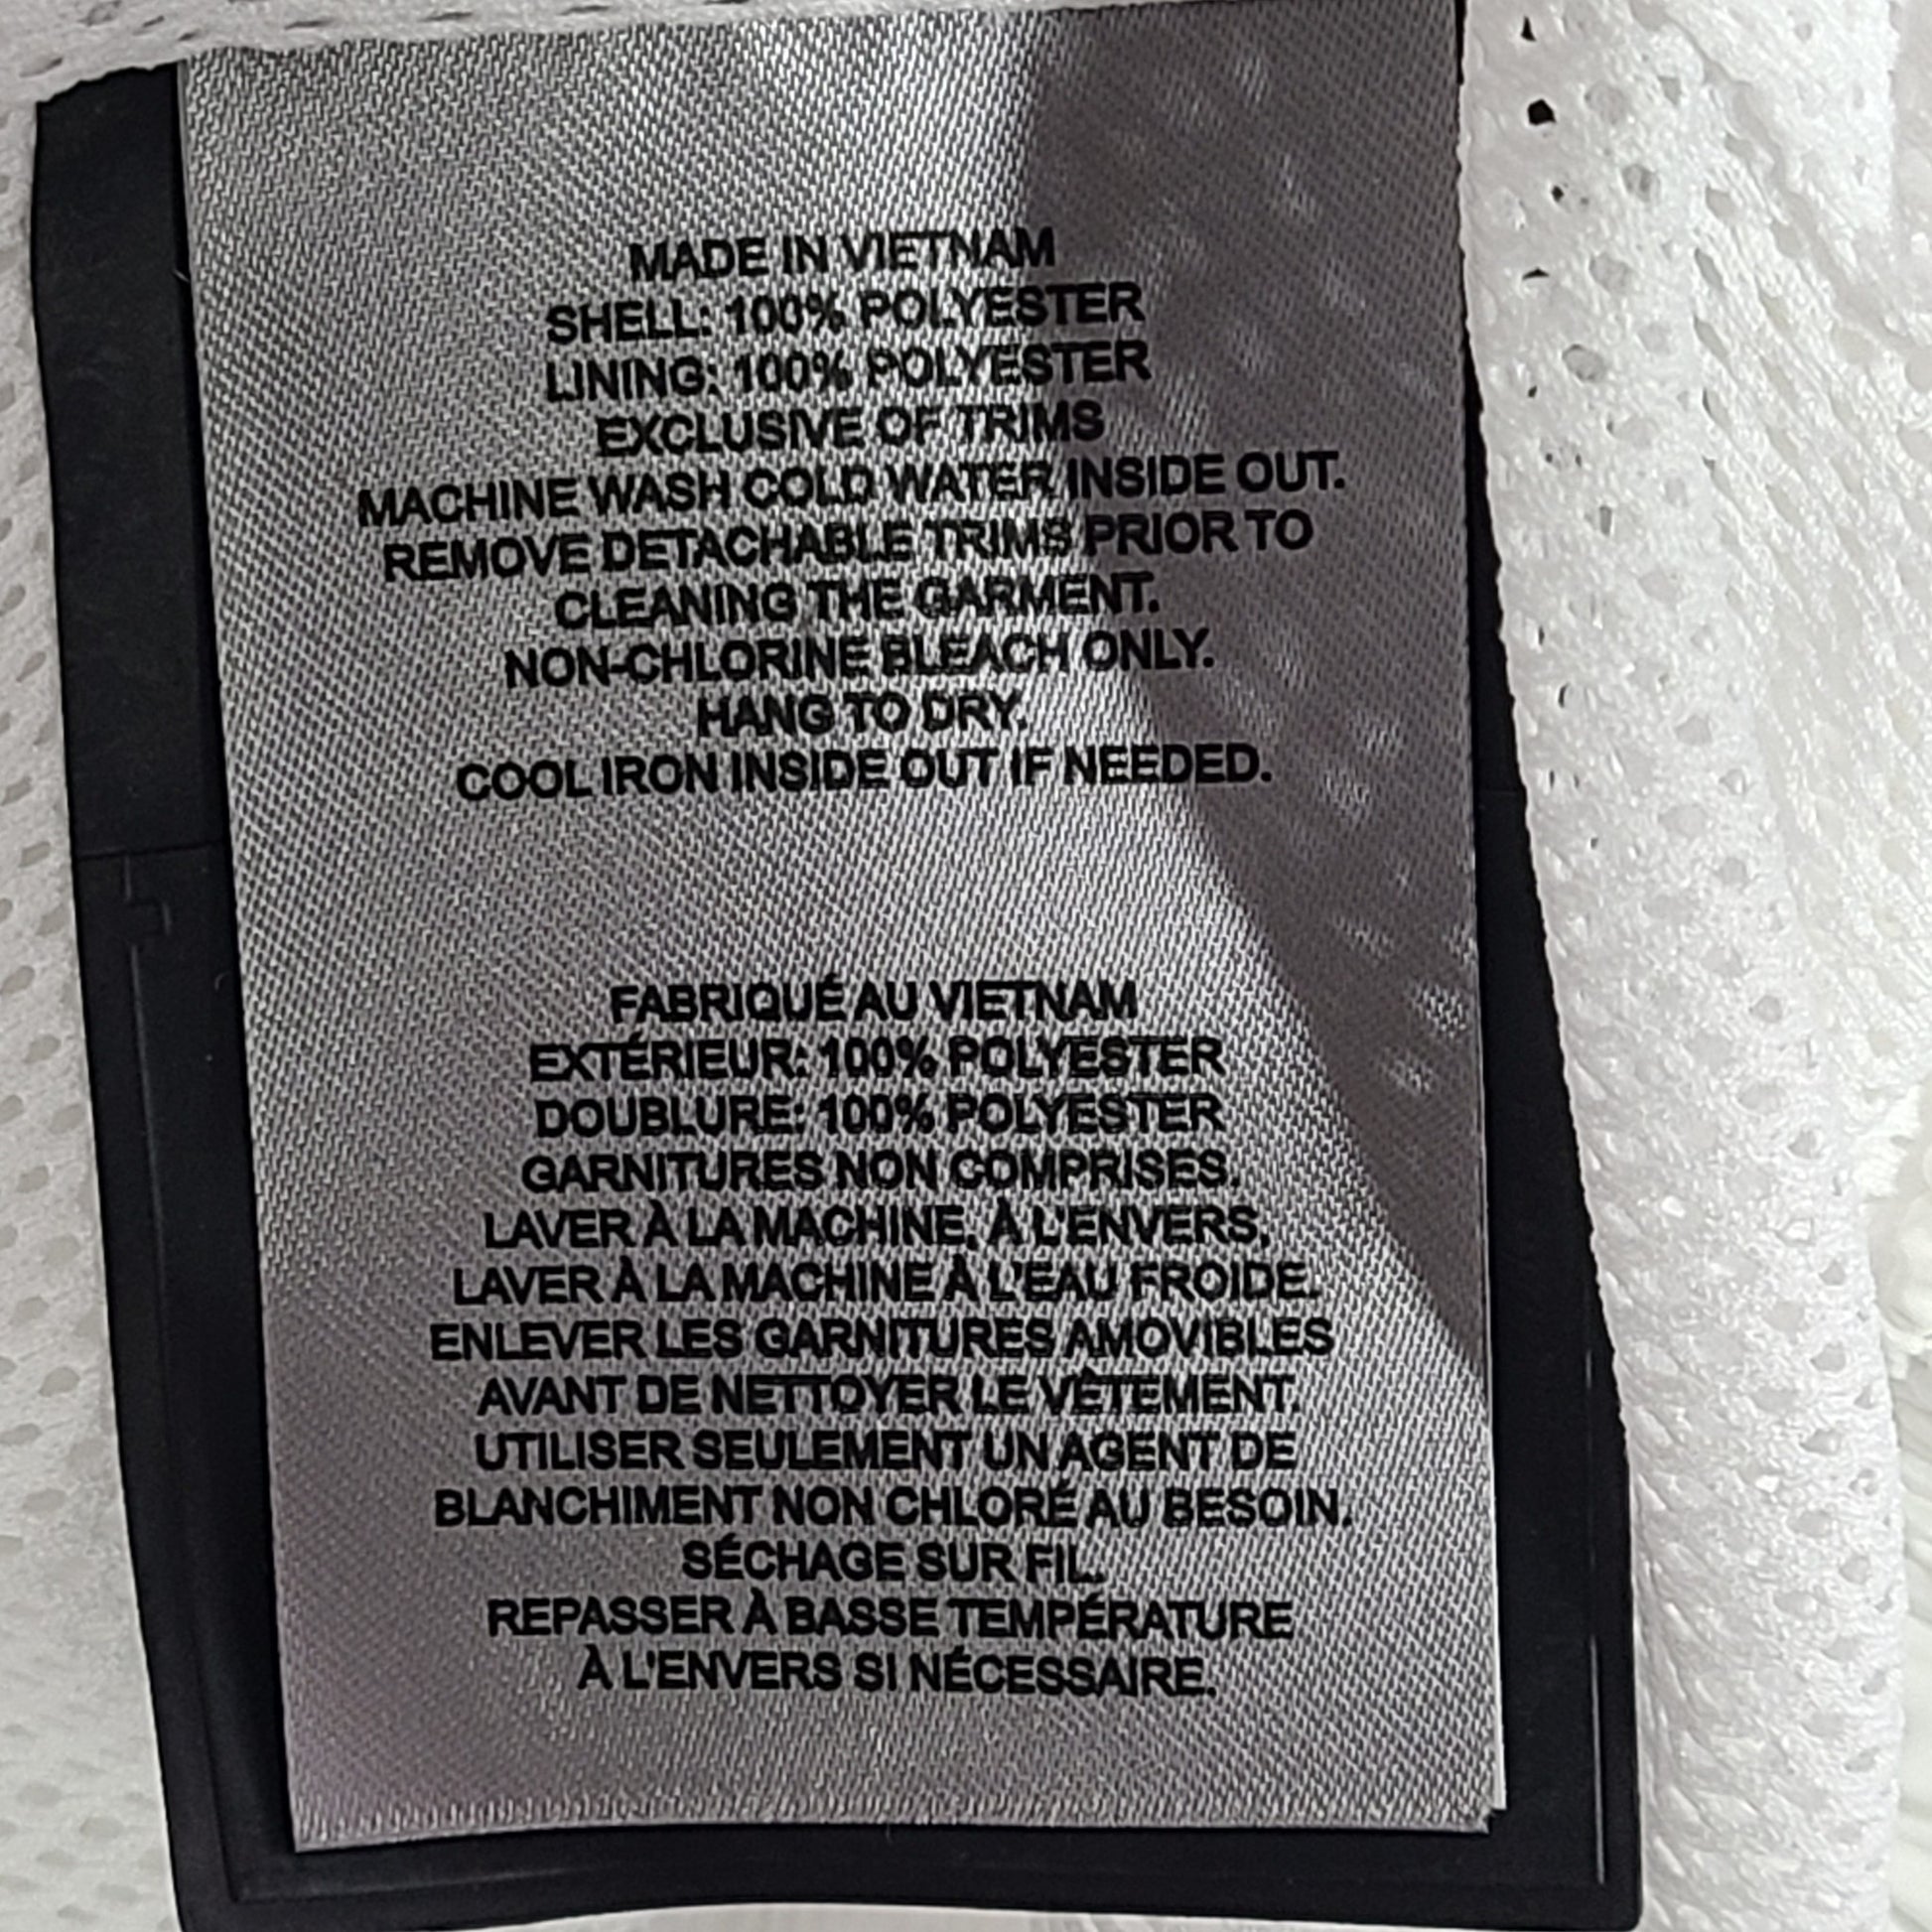 MADE IN VIETNAM
SHELL: 100% POLYESTER
LINING: 100% POLYESTER
EXCLUSIVE OF TRIMS
MACHINE WASH COLD WATER INSIDE OUT.
REMOVE DETACHABLE TRIMS PRIOR TO
CLEANING THE GARMENT.
NON-CHLORINE BLEACH ONLY.
HANG TO DRY.
COOL IRON INSIDE OUT IF NEEDED.
FABRIQUÉ AU VIETNAM
EXTÉRIEUR: 100% POLYESTER
DOUBLURE: 100% POLYESTER
GARNITURES NON COMPRISES.
LAVER À LA MACHINE, À L'ENVERS,
LAVER À LA MACHINE À L'EAU FROIDE.
ENLEVER LES GARNITURES AMOVIBLES
AVANT DE NETTOYER LE VÊTEMENT.
UTILISER SEULEMENT UN AGENT DE
BLANCHIMENT NON CHLORÉ AU BESOIN.
SÉCHAGE SUR FIL.
REPASSER À BASSE TEMPÉRATURE
À L'ENVERS SI NÉCESSAIRE.